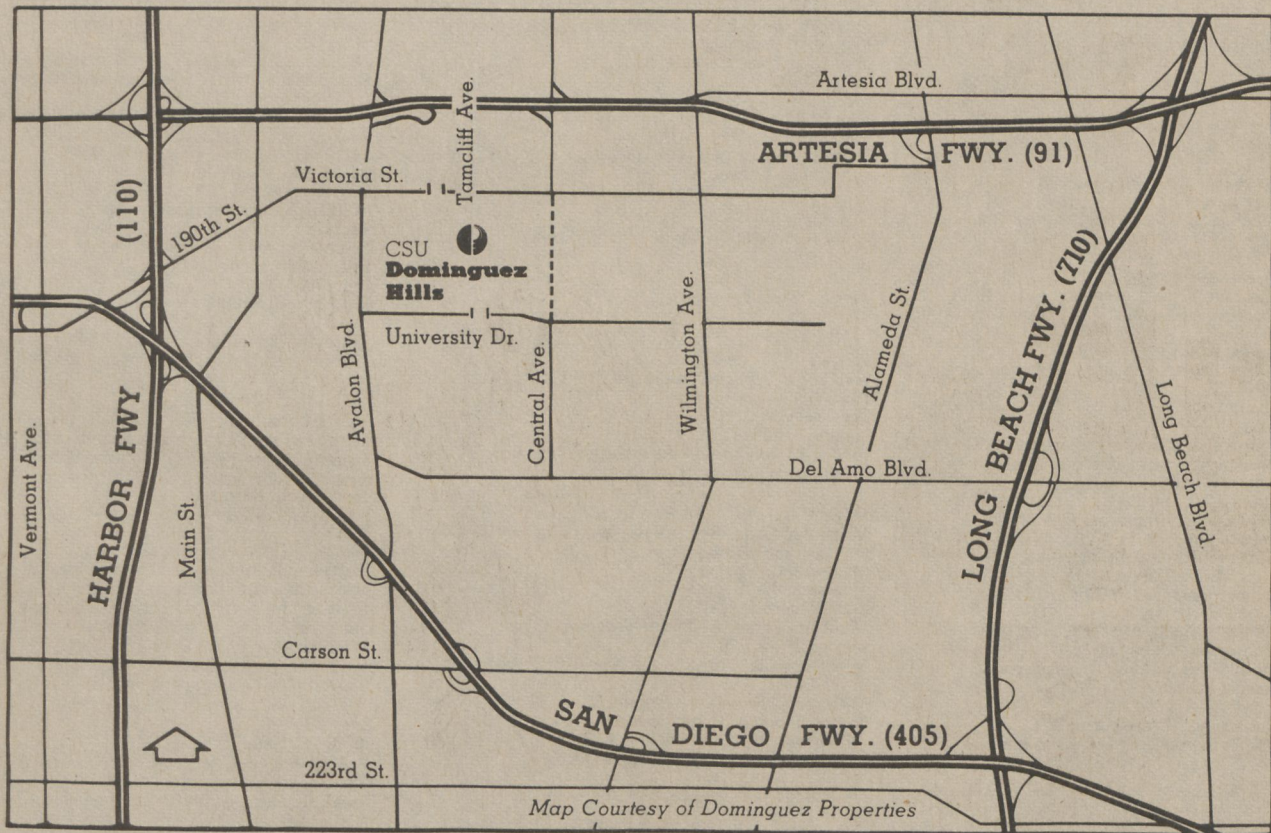 Artesia Blvd.
Tamcliff Ave.
ARTESIA FWY. (91)
Victoria St.
(110)
190th St.
CSU
Dominguez
Hills
University Dr.
Avalon Blvd.
Central Ave.
Wilmington Ave.
Alameda St.
LONG BEACH FWY. (710)
Long Beach Blvd.
Vermont Ave.
HARBOR FWY
Main St.
Del Amo Blvd.
Carson St.
SAN DIEGO FWY. (405)
223rd St.
Map Courtesy of Dominguez Properties